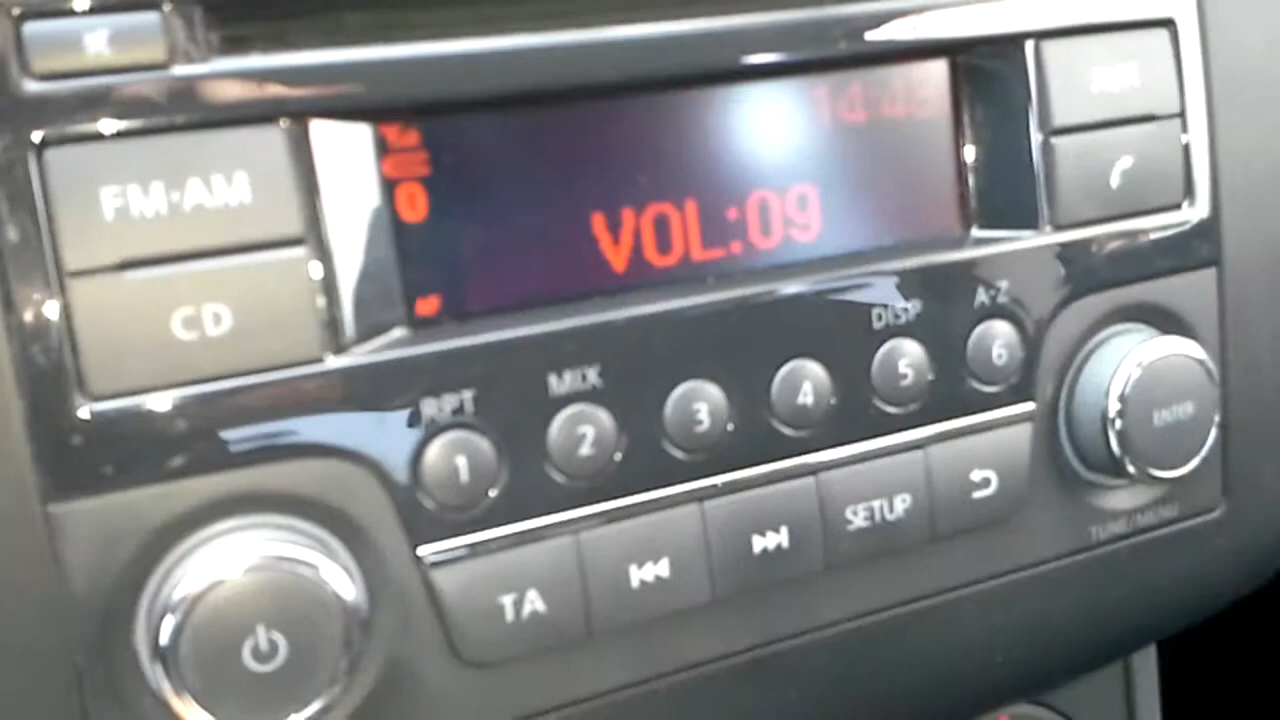 FM·AM
CD
VOL:09
RPT
MIX
DISP
A-Z
1
2
3
4
5
6
TA
SETUP
ENTER
TUNE/MENU